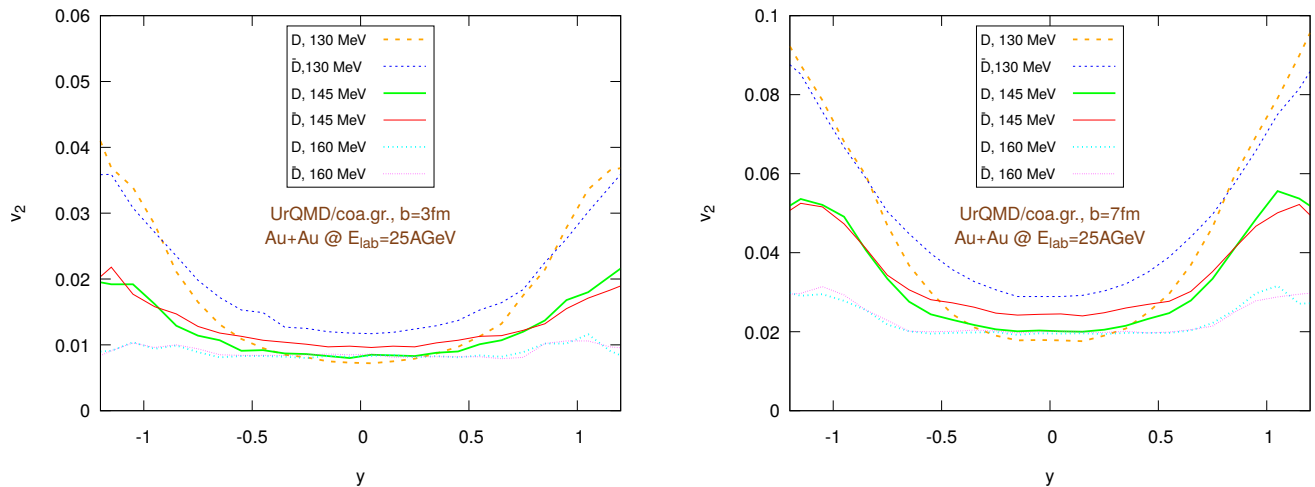 0.06
0.05
0.04
0.03
0.02
0.01
0
v2
-1
-0.5
0
0.5
1
y
D, 130 MeV
D̄,130 MeV
D, 145 MeV
D̄, 145 MeV
D, 160 MeV
D̄, 160 MeV
UrQMD/coa.gr., b=3fm
Au+Au @ Elab=25AGeV
0.1
0.08
0.06
0.04
0.02
0
v2
-1
-0.5
0
0.5
1
y
D, 130 MeV
D̄,130 MeV
D, 145 MeV
D̄, 145 MeV
D, 160 MeV
D̄, 160 MeV
UrQMD/coa.gr., b=7fm
Au+Au @ Elab=25AGeV